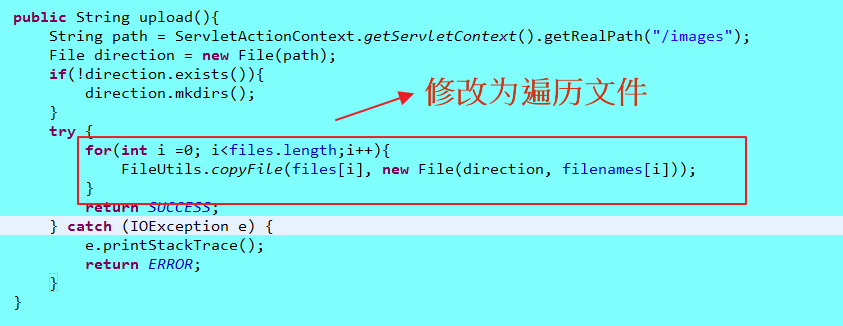 public String upload(){
    String path = ServletActionContext.getServletContext().getRealPath("/images");
    File direction = new File(path);
    if(!direction.exists()){
        direction.mkdirs();
    }
修改为遍历文件
    try {
        for(int i =0; i<files.length;i++){
            FileUtils.copyFile(files[i], new File(direction, filenames[i]));
        }
        return SUCCESS;
    } catch (IOException e) {
        e.printStackTrace();
        return ERROR;
    }
}